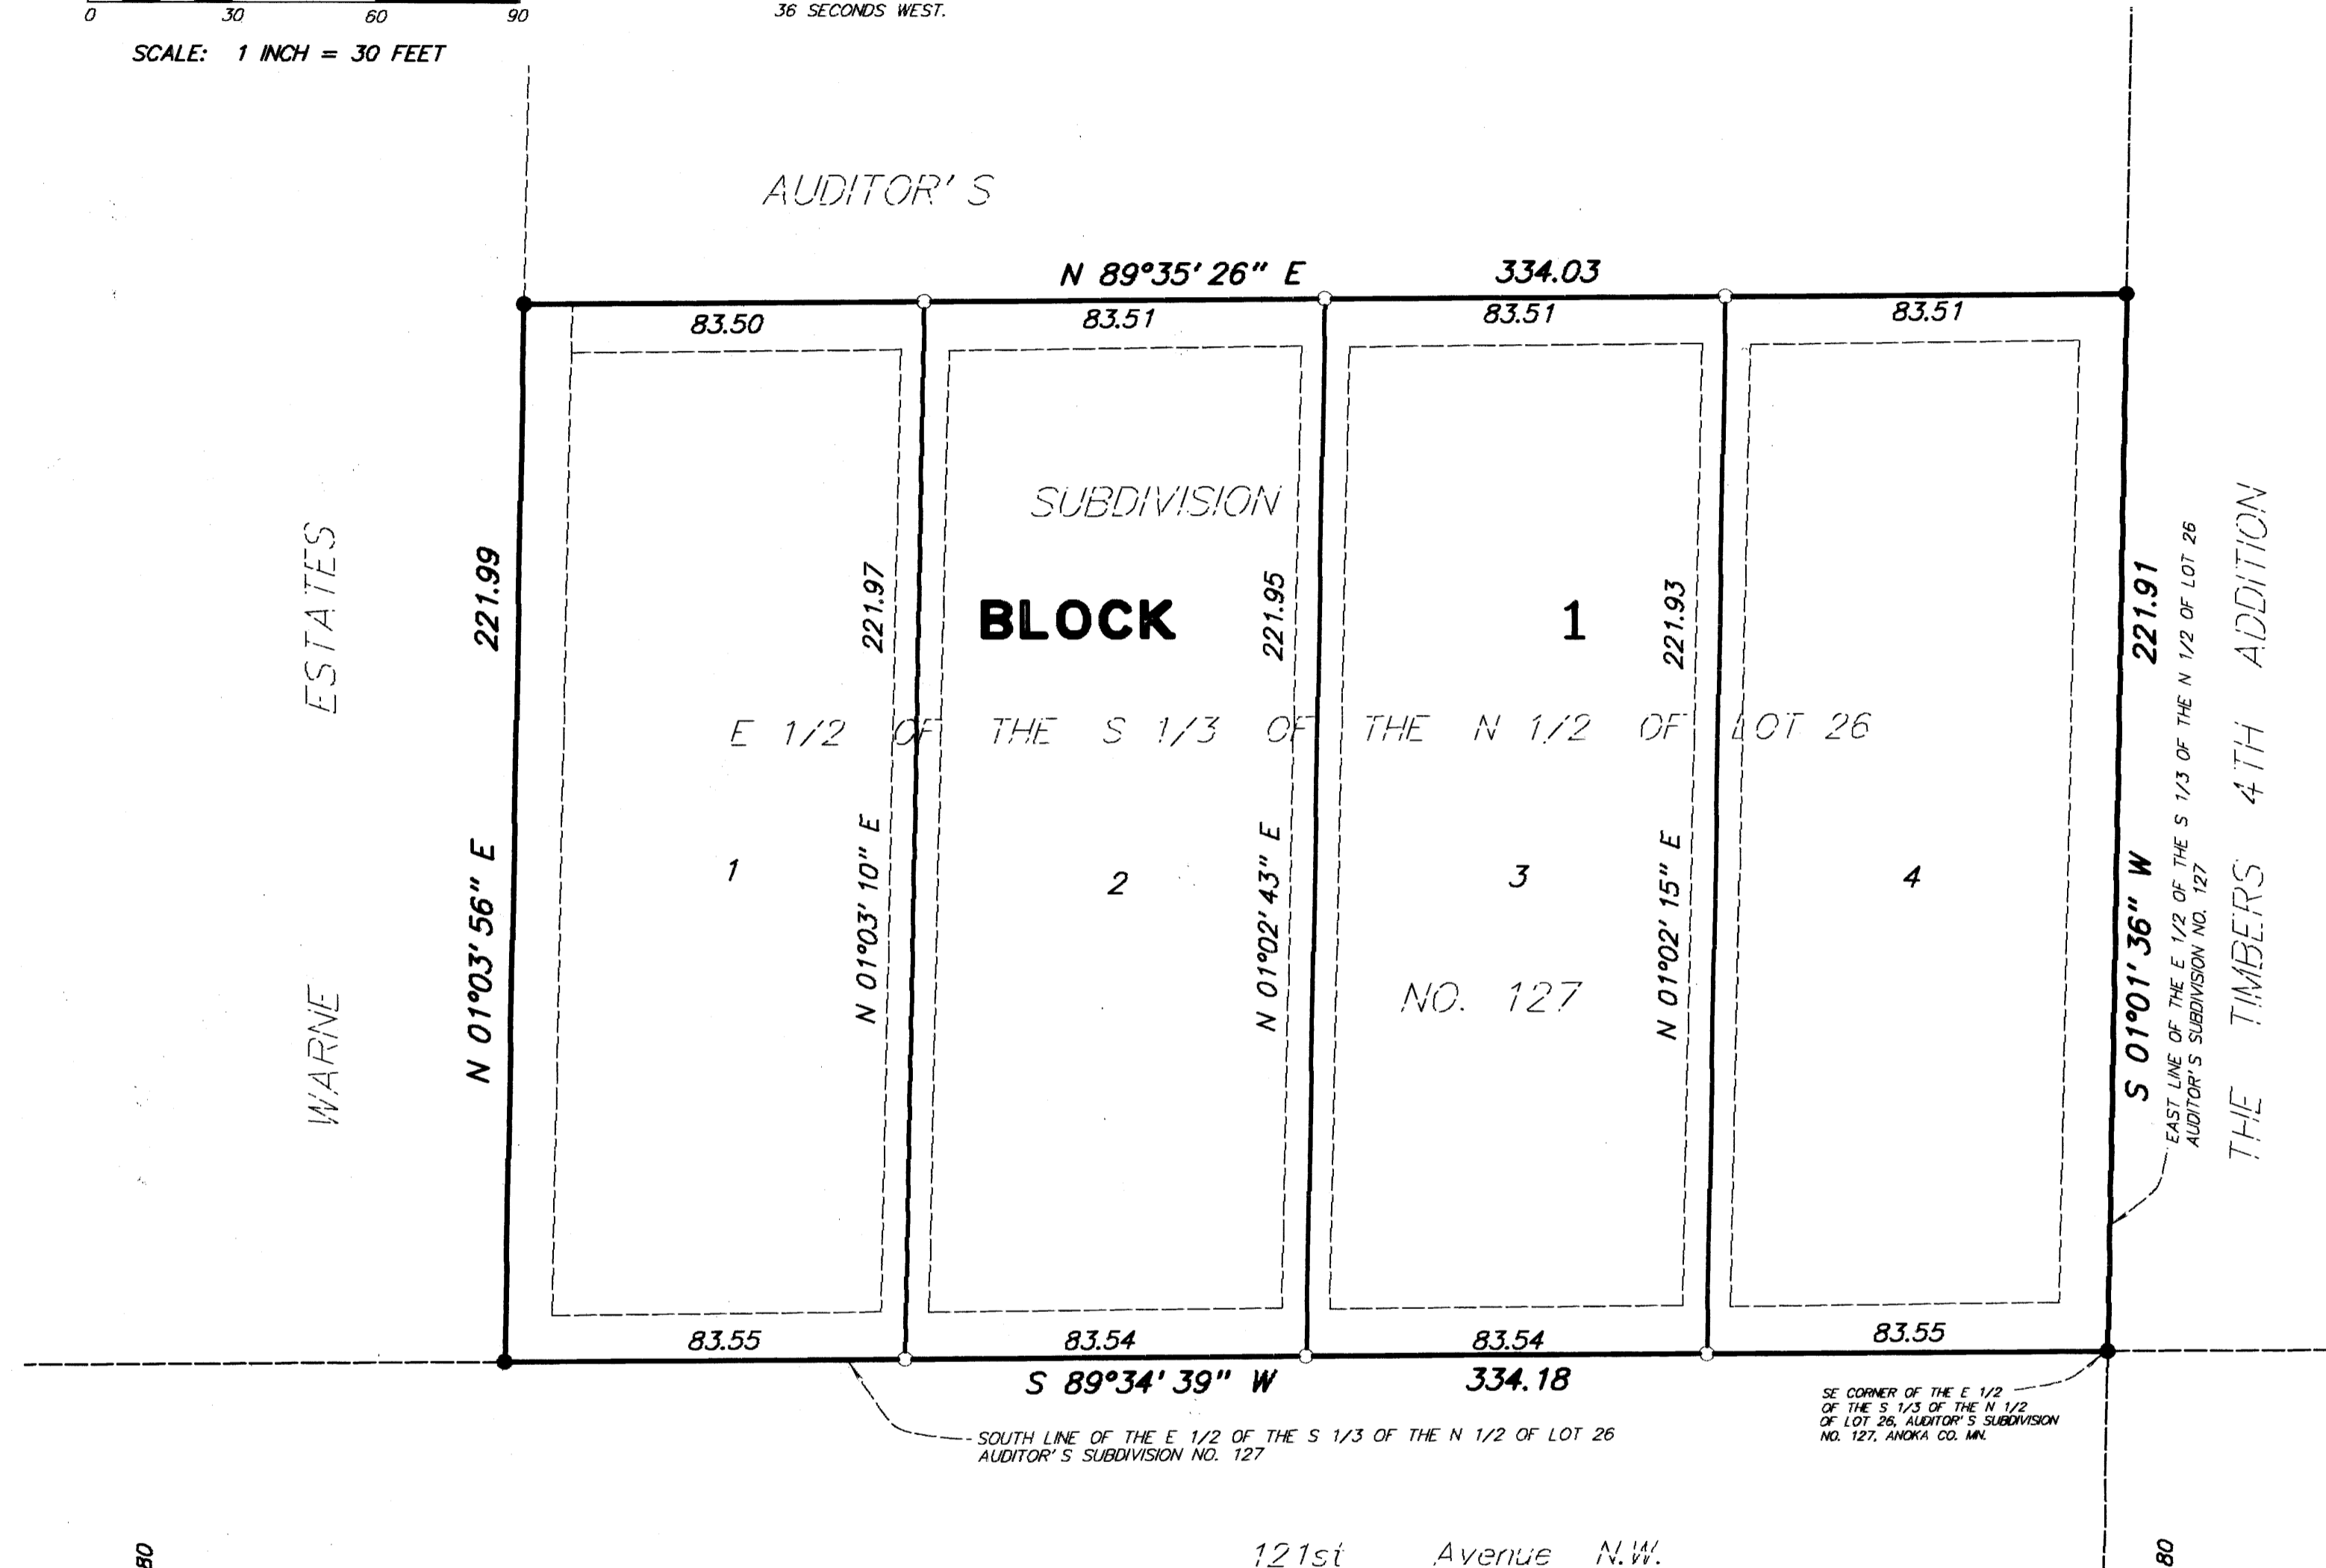 0 30 60 90
36 SECONDS WEST.
SCALE: 1 INCH = 30 FEET
AUDITOR'S
N 89°35'26" E 334.03
83.50 83.51 83.51 83.51
SUBDIVISION
BLOCK 1
221.99
221.97
221.95
221.93
221.91
E 1/2 OF THE S 1/3 OF THE N 1/2 OF LOT 26
WARNE ESTATES
N 01°03'56" E
N 01°03'10" E
N 01°02'43" E
N 01°02'15" E
S 01°01'36" W
1 2 3 4
NO. 127
EAST LINE OF THE E 1/2 OF THE S 1/3 OF THE N 1/2 OF LOT 26
AUDITOR'S SUBDIVISION NO. 127
THE TIMBERS 4TH ADDITION
83.55 83.54 83.54 83.55
S 89°34'39" W 334.18
SOUTH LINE OF THE E 1/2 OF THE S 1/3 OF THE N 1/2 OF LOT 26
AUDITOR'S SUBDIVISION NO. 127
SE CORNER OF THE E 1/2
OF THE S 1/3 OF THE N 1/2
OF LOT 26, AUDITOR'S SUBDIVISION
NO. 127, ANOKA CO. MN.
121st Avenue N.W.
80
80